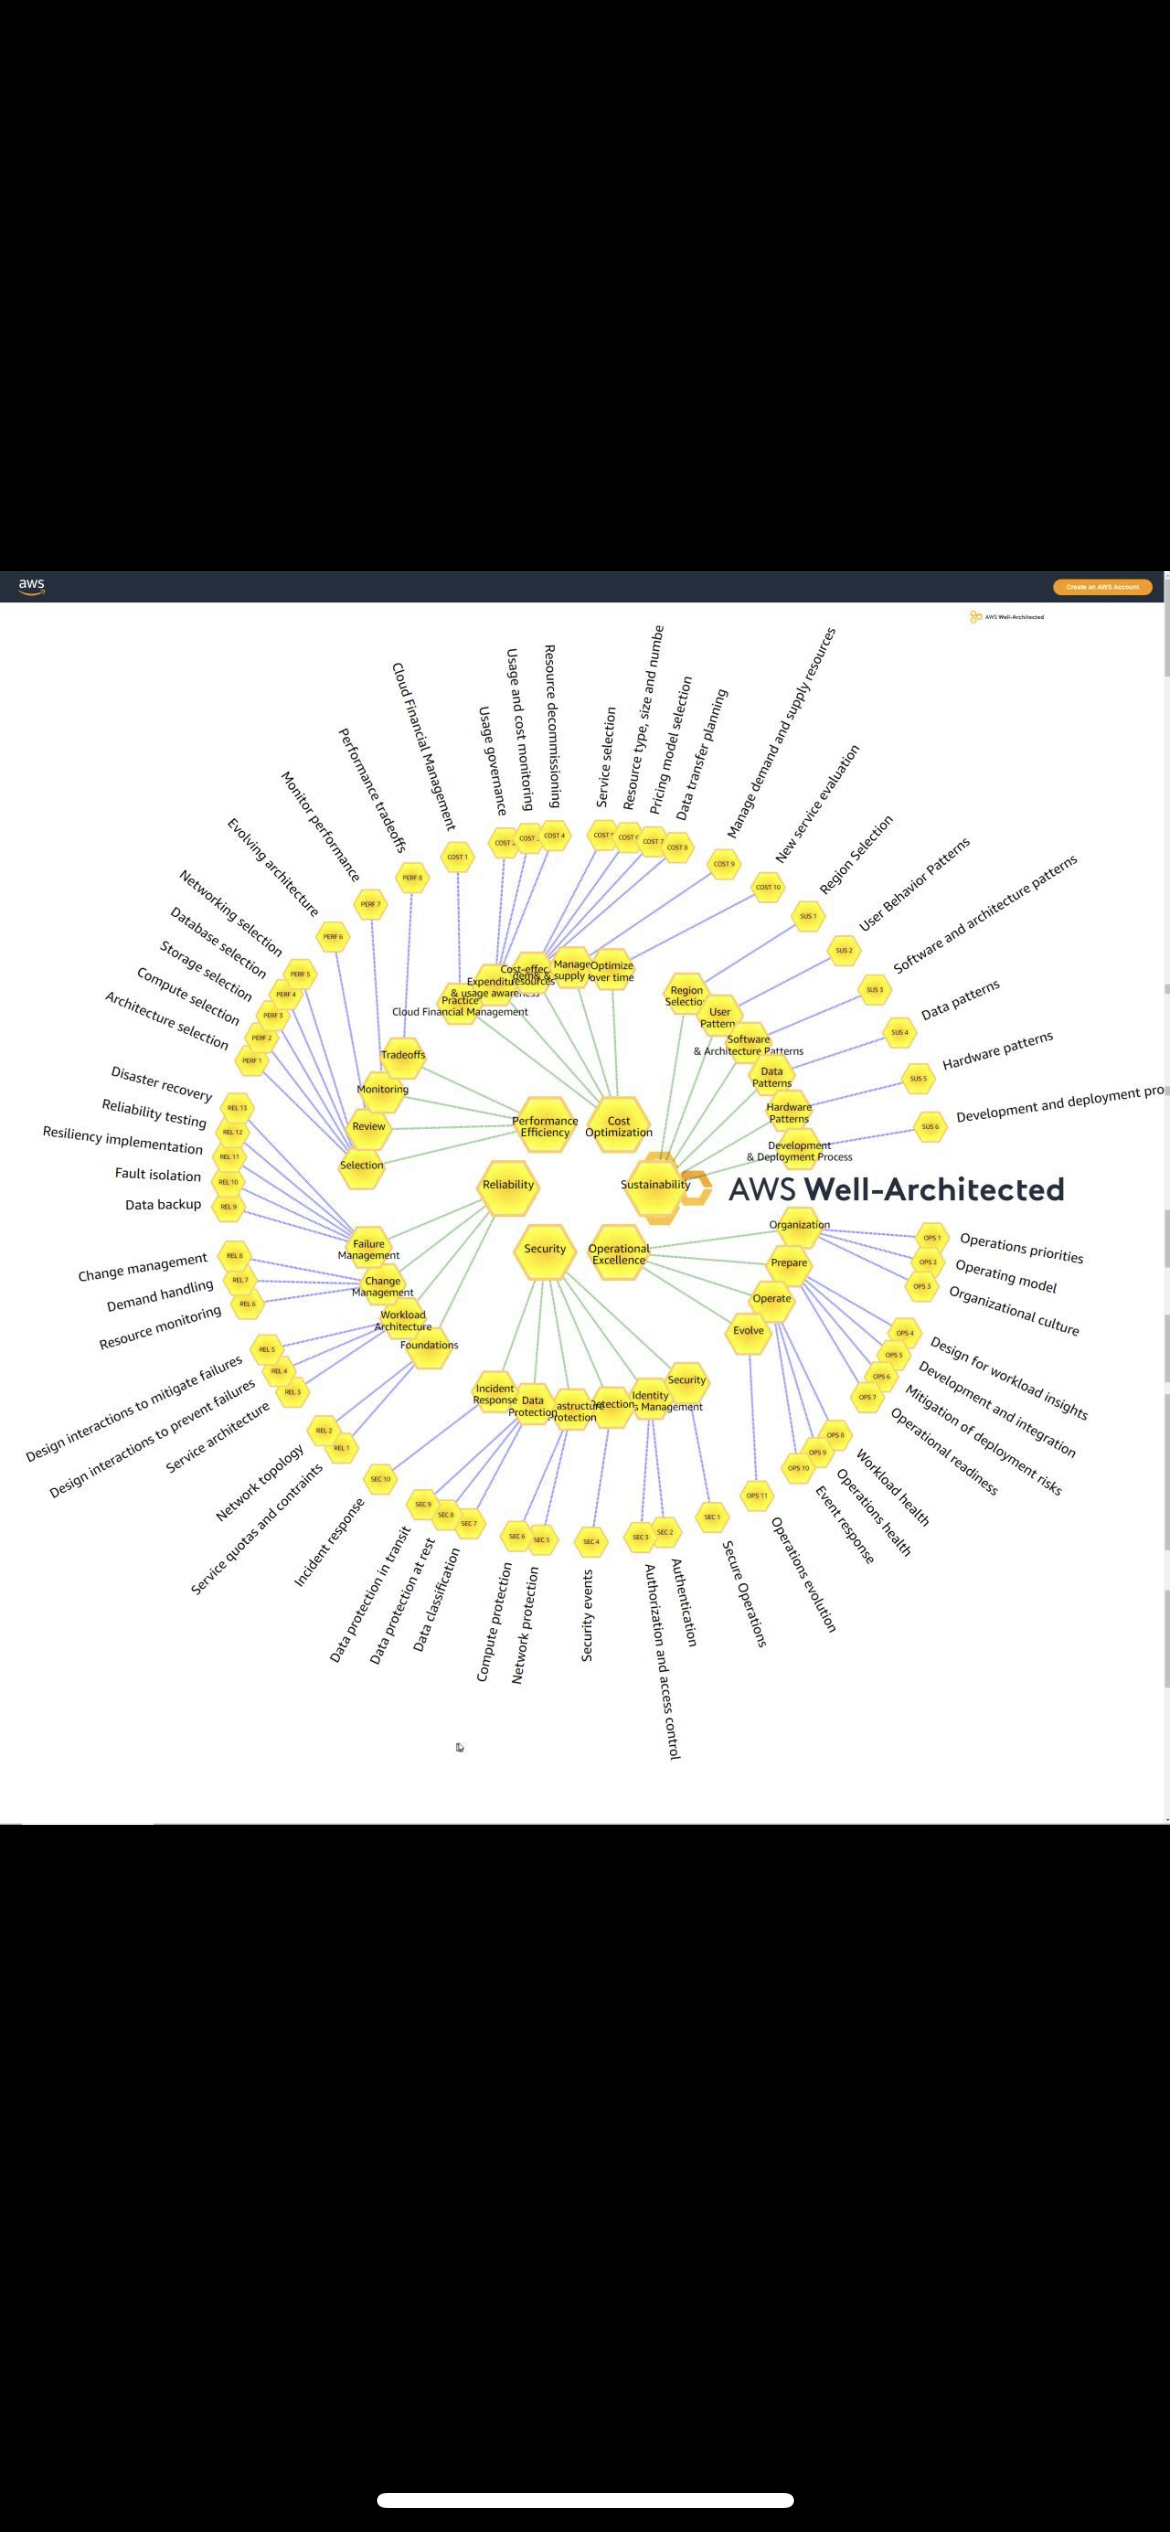 aws
Create an AWS Account
AWS Well-Architected
Cloud Financial Management
Usage governance
Usage and cost monitoring
Resource decommissioning
Service selection
Resource type, size and numbe
Pricing model selection
Data transfer planning
Manage demand and supply resources
New service evaluation
Region Selection
User Behavior Patterns
Software and architecture patterns
Data patterns
Hardware patterns
Development and deployment pro
Performance tradeoffs
Monitor performance
Evolving architecture
Networking selection
Database selection
Storage selection
Compute selection
Architecture selection
Disaster recovery
Reliability testing
Resiliency implementation
Fault isolation
Data backup
Change management
Demand handling
Resource monitoring
Design interactions to mitigate failures
Design interactions to prevent failures
Service architecture
Network topology
Service quotas and contraints
Incident response
Data protection in transit
Data protection at rest
Data classification
Compute protection
Network protection
Security events
Authorization and access control
Authentication
Secure Operations
Operations evolution
Event response
Operations health
Workload health
Operational readiness
Mitigation of deployment risks
Development and integration
Design for workload insights
Organizational culture
Operating model
Operations priorities
COST 1
COST
COST
COST 4
COST
COST
COST 7
COST 8
COST 9
COST 10
SUS 1
SUS 2
SUS 3
SUS 4
SUS 5
SUS 6
PERF 8
PERF 7
PERF 6
PERF 5
PERF 4
PERF 3
PERF 2
PERF 1
REL 13
REL 12
REL 11
REL 10
REL 9
REL 8
REL 7
REL 6
REL 5
REL 4
REL 3
REL 2
REL 1
SEC 10
SEC 9
SEC 8
SEC 7
SEC 6
SEC 5
SEC 4
SEC 3
SEC 2
SEC 1
OPS 11
OPS 10
OPS 9
OPS 8
OPS 7
OPS 6
OPS 5
OPS 4
OPS 3
OPS 2
OPS 1
Practice
Cloud Financial Management
Expenditu
& usage aware
Cost-effec
resources
Manage
& supply
Optimize
over time
Region
Selectio
User
Pattern
Software
& Architecture Patterns
Data
Patterns
Hardware
Patterns
Development
& Deployment Process
Tradeoffs
Monitoring
Review
Selection
Performance
Efficiency
Cost
Optimization
Reliability
Sustainability
AWS Well-Architected
Security
Operational
Excellence
Failure
Management
Change
Management
Workload
Architecture
Foundations
Organization
Prepare
Operate
Evolve
Incident
Response
Data
Protection
astructure
rotection
etection
Identity
s Management
Security